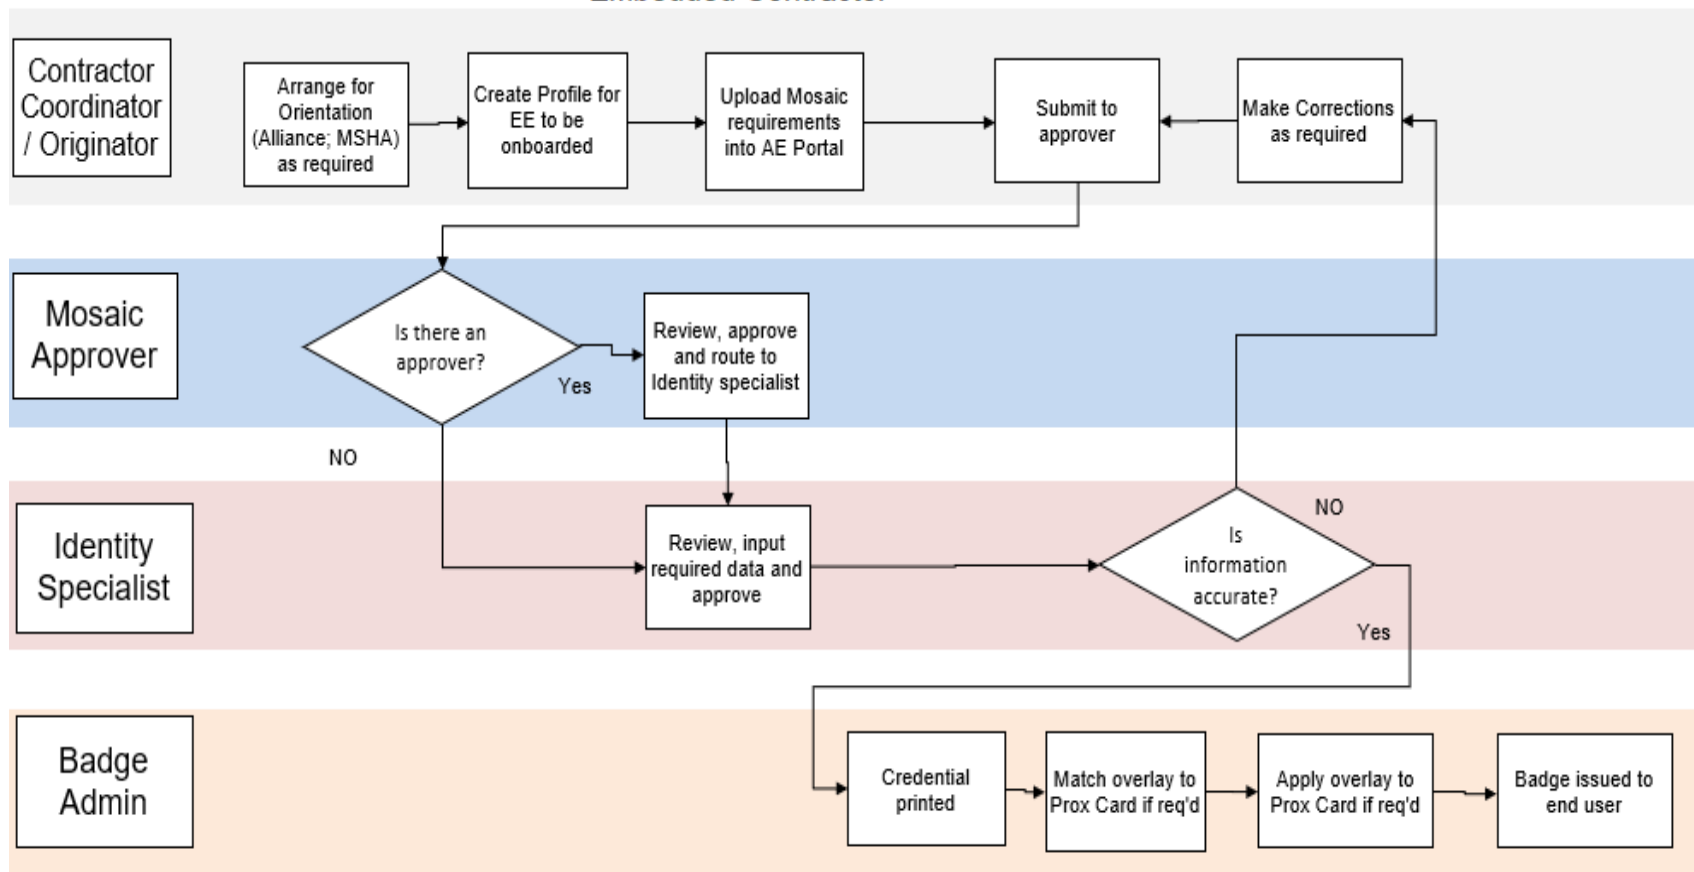 Contractor
Coordinator
/ Originator
Arrange for
Orientation
(Alliance; MSHA)
as required
Create Profile for
EE to be
onboarded
Upload Mosaic
requirements
into AE Portal
Submit to
approver
Make Corrections
as required
Mosaic
Approver
Is there an
approver?
Yes
Review, approve
and route to
Identity specialist
NO
Identity
Specialist
Review, input
required data and
approve
Is
information
accurate?
NO
Yes
Badge
Admin
Credential
printed
Match overlay to
Prox Card if req'd
Apply overlay to
Prox Card if req'd
Badge issued to
end user